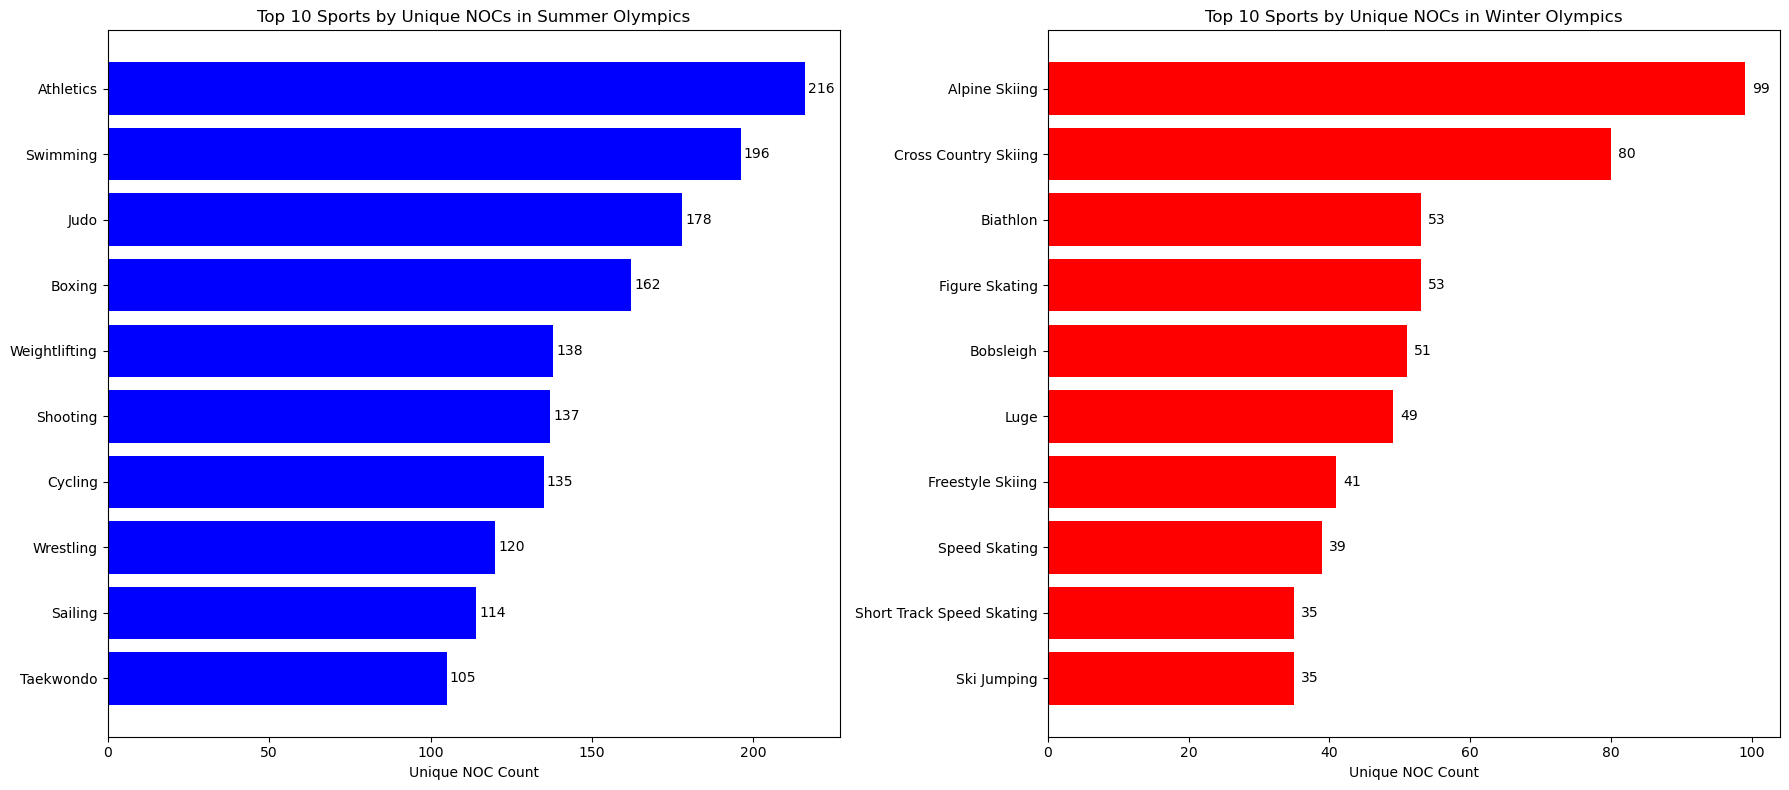 Top 10 Sports by Unique NOCs in Summer Olympics
Athletics 216
Swimming 196
Judo 178
Boxing 162
Weightlifting 138
Shooting 137
Cycling 135
Wrestling 120
Sailing 114
Taekwondo 105
0 50 100 150 200
Unique NOC Count
Top 10 Sports by Unique NOCs in Winter Olympics
Alpine Skiing 99
Cross Country Skiing 80
Biathlon 53
Figure Skating 53
Bobsleigh 51
Luge 49
Freestyle Skiing 41
Speed Skating 39
Short Track Speed Skating 35
Ski Jumping 35
0 20 40 60 80 100
Unique NOC Count